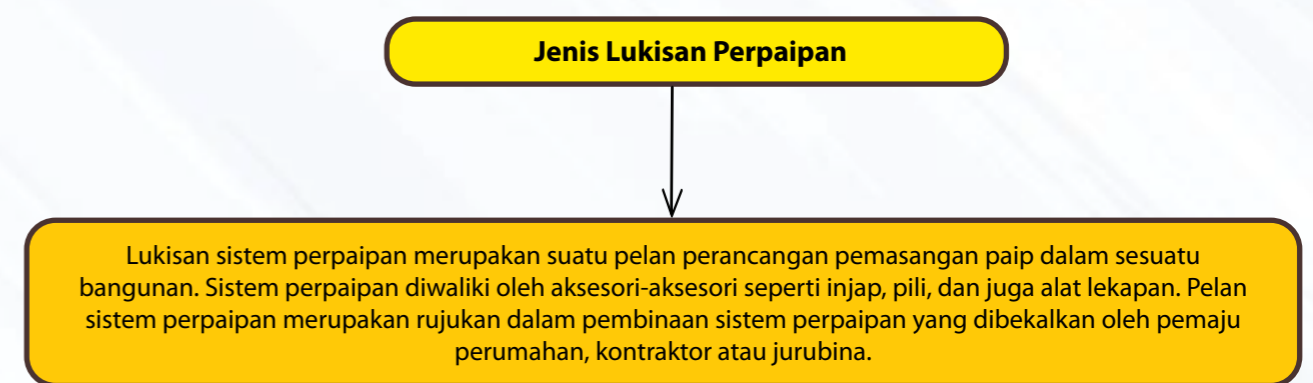 Jenis Lukisan Perpaipan
Lukisan sistem perpaipan merupakan suatu pelan perancangan pemasangan paip dalam sesuatu
bangunan. Sistem perpaipan diwaliki oleh aksesori-aksesori seperti injap, pili, dan juga alat lekapan. Pelan
sistem perpaipan merupakan rujukan dalam pembinaan sistem perpaipan yang dibekalkan oleh pemaju
perumahan, kontraktor atau jurubina.